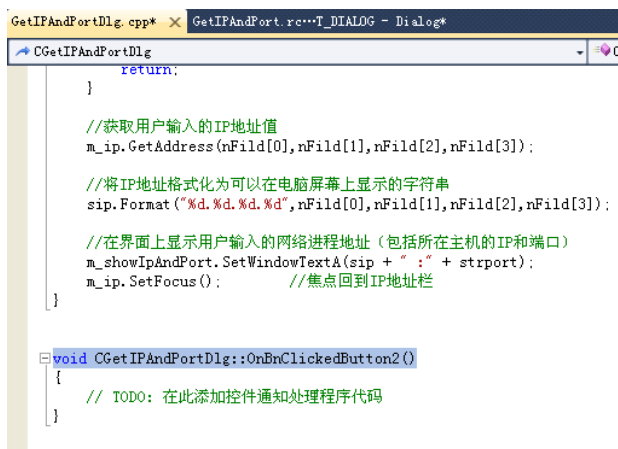 GetIPAndPortDlg.cpp* × GetIPAndPort.rc...T_DIALOG - Dialog*
CGetIPAndPortDlg
return;
}
//获取用户输入的IP地址值
m_ip.GetAddress(nFild[0],nFild[1],nFild[2],nFild[3]);
//将IP地址格式化为可以在电脑屏幕上显示的字符串
sip.Format("%d.%d.%d.%d",nFild[0],nFild[1],nFild[2],nFild[3]);
//在界面上显示用户输入的网络进程地址（包括所在主机的IP和端口）
m_showIpAndPort.SetWindowTextA(sip + " :" + strport);
m_ip.SetFocus(); //焦点回到IP地址栏
}
void CGetIPAndPortDlg::OnBnClickedButton2()
{
// TODO: 在此添加控件通知处理程序代码
}